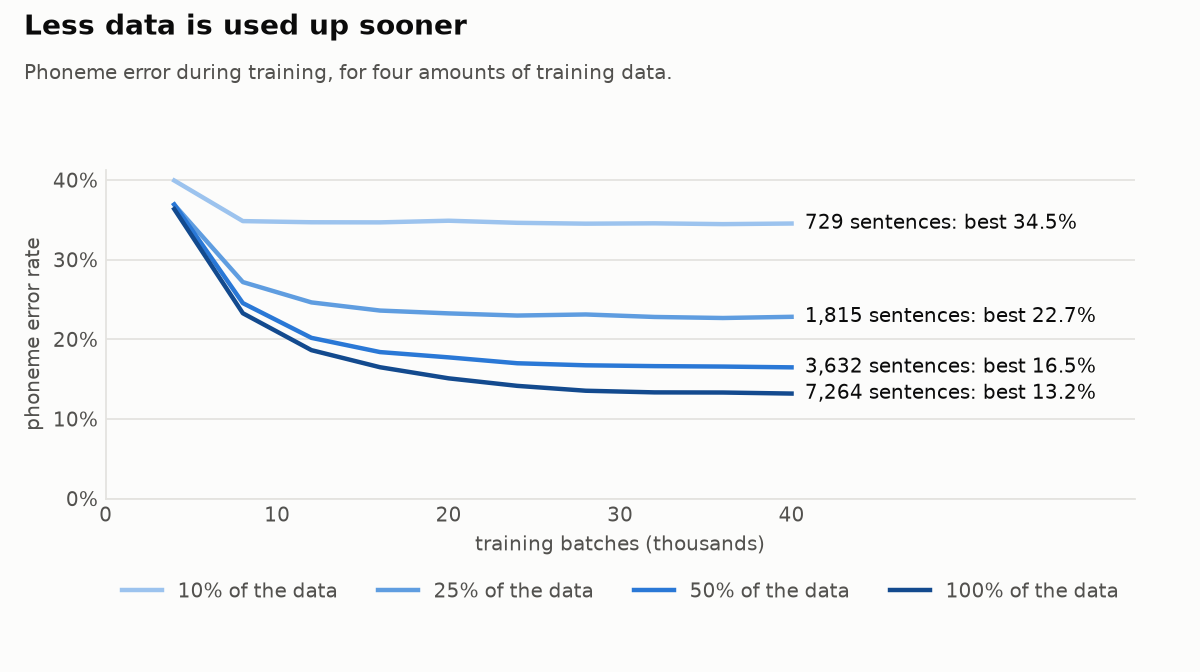 Less data is used up sooner
Phoneme error during training, for four amounts of training data.
phoneme error rate
40%
30%
20%
10%
0%
729 sentences: best 34.5%
1,815 sentences: best 22.7%
3,632 sentences: best 16.5%
7,264 sentences: best 13.2%
0 10 20 30 40
training batches (thousands)
10% of the data 25% of the data 50% of the data 100% of the data